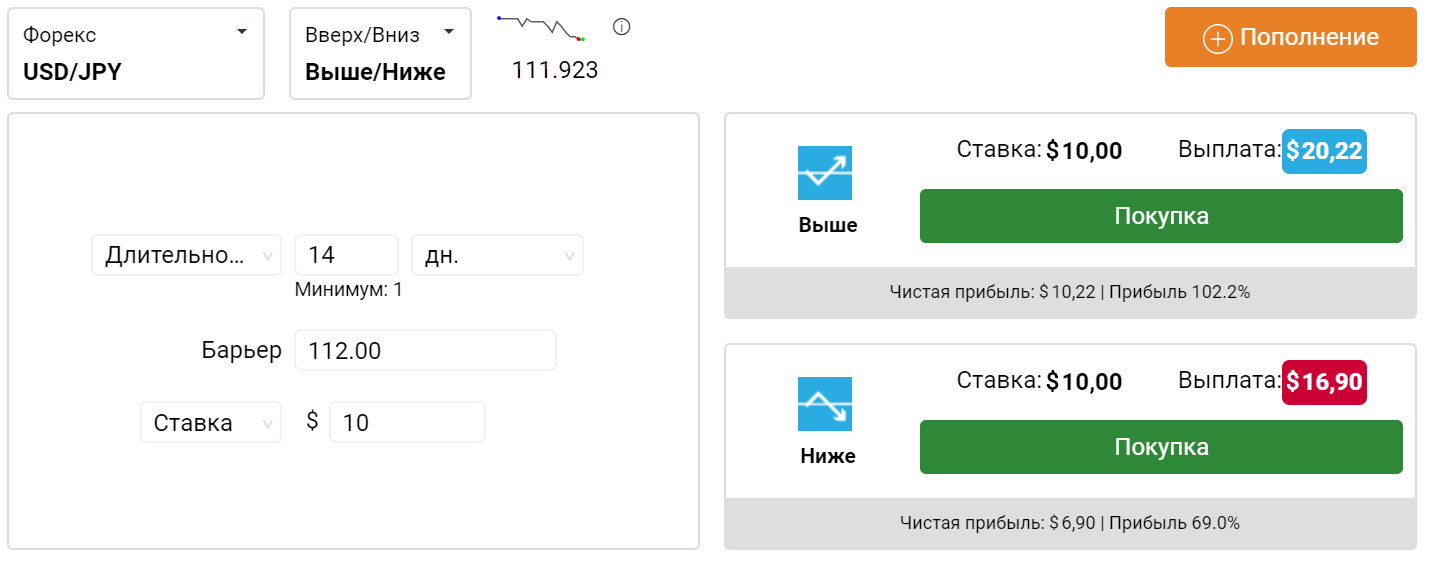 Форекс
USD/JPY
Вверх/Вниз
Выше/Ниже
111.923
Пополнение
Длительно... 14 дн.
Минимум: 1
Барьер 112.00
Ставка $ 10
Ставка: $10,00 Выплата: $20,22
Выше
Покупка
Чистая прибыль: $10,22 | Прибыль 102.2%
Ставка: $10,00 Выплата: $16,90
Ниже
Покупка
Чистая прибыль: $6,90 | Прибыль 69.0%